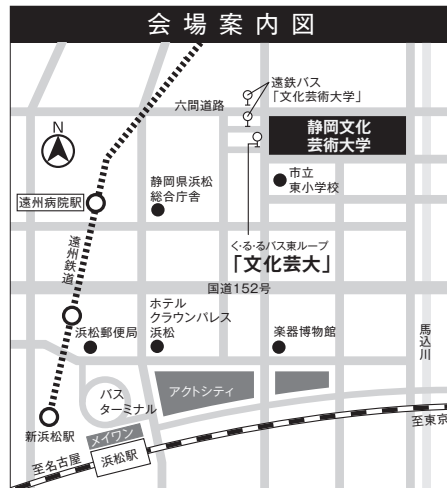 会場案内図
遠鉄バス
「文化芸術大学」
六間道路
N
静岡文化
芸術大学
静岡県浜松
総合庁舎
市立
東小学校
遠州病院駅
く・る・るバス東ループ
「文化芸大」
遠州鉄道
国道152号
ホテル
クラウンパレス
浜松
浜松郵便局
楽器博物館
馬込川
バス
ターミナル
アクトシティ
新浜松駅
メイワン
浜松駅
至名古屋
至東京